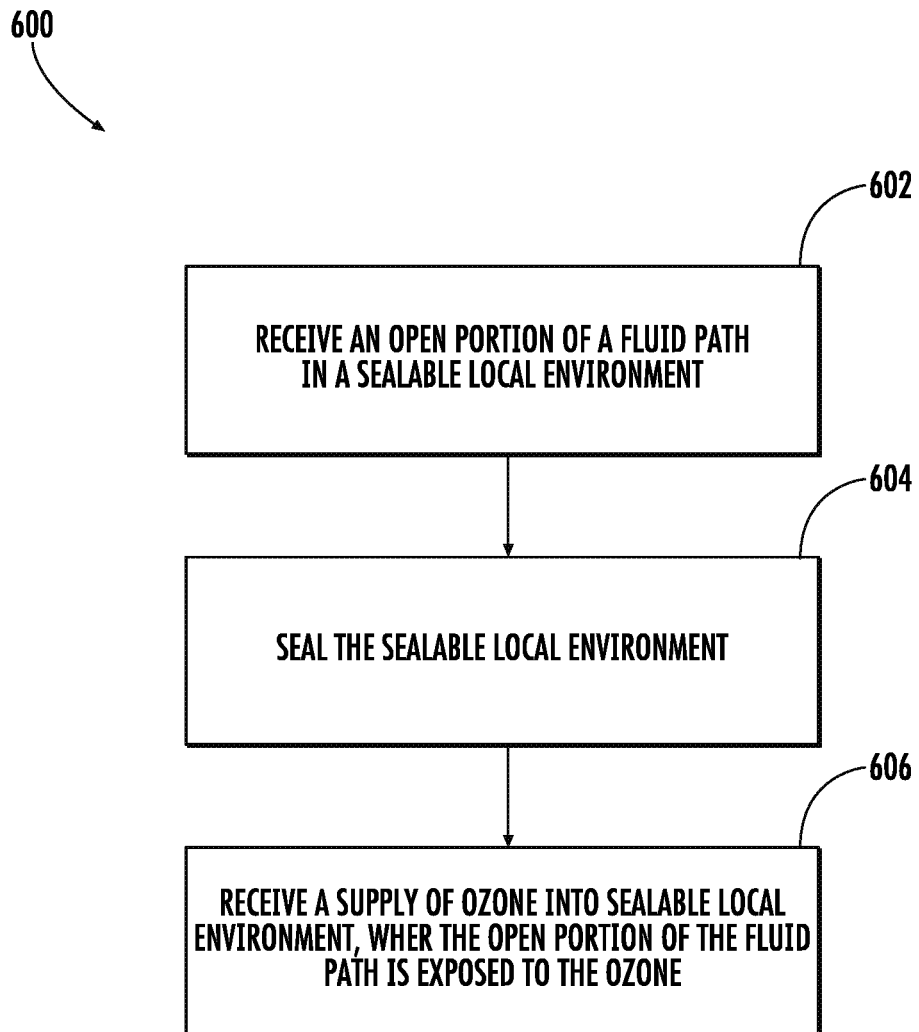 600
602
RECEIVE AN OPEN PORTION OF A FLUID PATH
IN A SEALABLE LOCAL ENVIRONMENT
604
SEAL THE SEALABLE LOCAL ENVIRONMENT
606
RECEIVE A SUPPLY OF OZONE INTO SEALABLE LOCAL
ENVIRONMENT, WHER THE OPEN PORTION OF THE FLUID
PATH IS EXPOSED TO THE OZONE